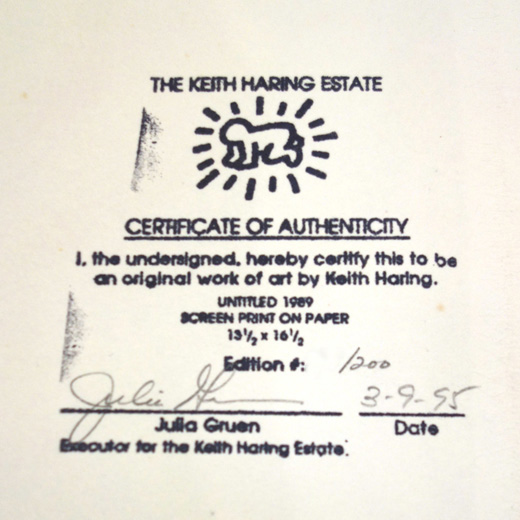 THE KEITH HARING ESTATE
CERTIFICATE OF AUTHENTICITY
I, the undersigned, hereby certify this to be
an original work of art by Keith Haring.
UNTITLED 1989
SCREEN PRINT ON PAPER
13½ x 16½
Edition #: /200
Julia Gruen 3-9-95
Julia Gruen Date
Executor for the Keith Haring Estate.